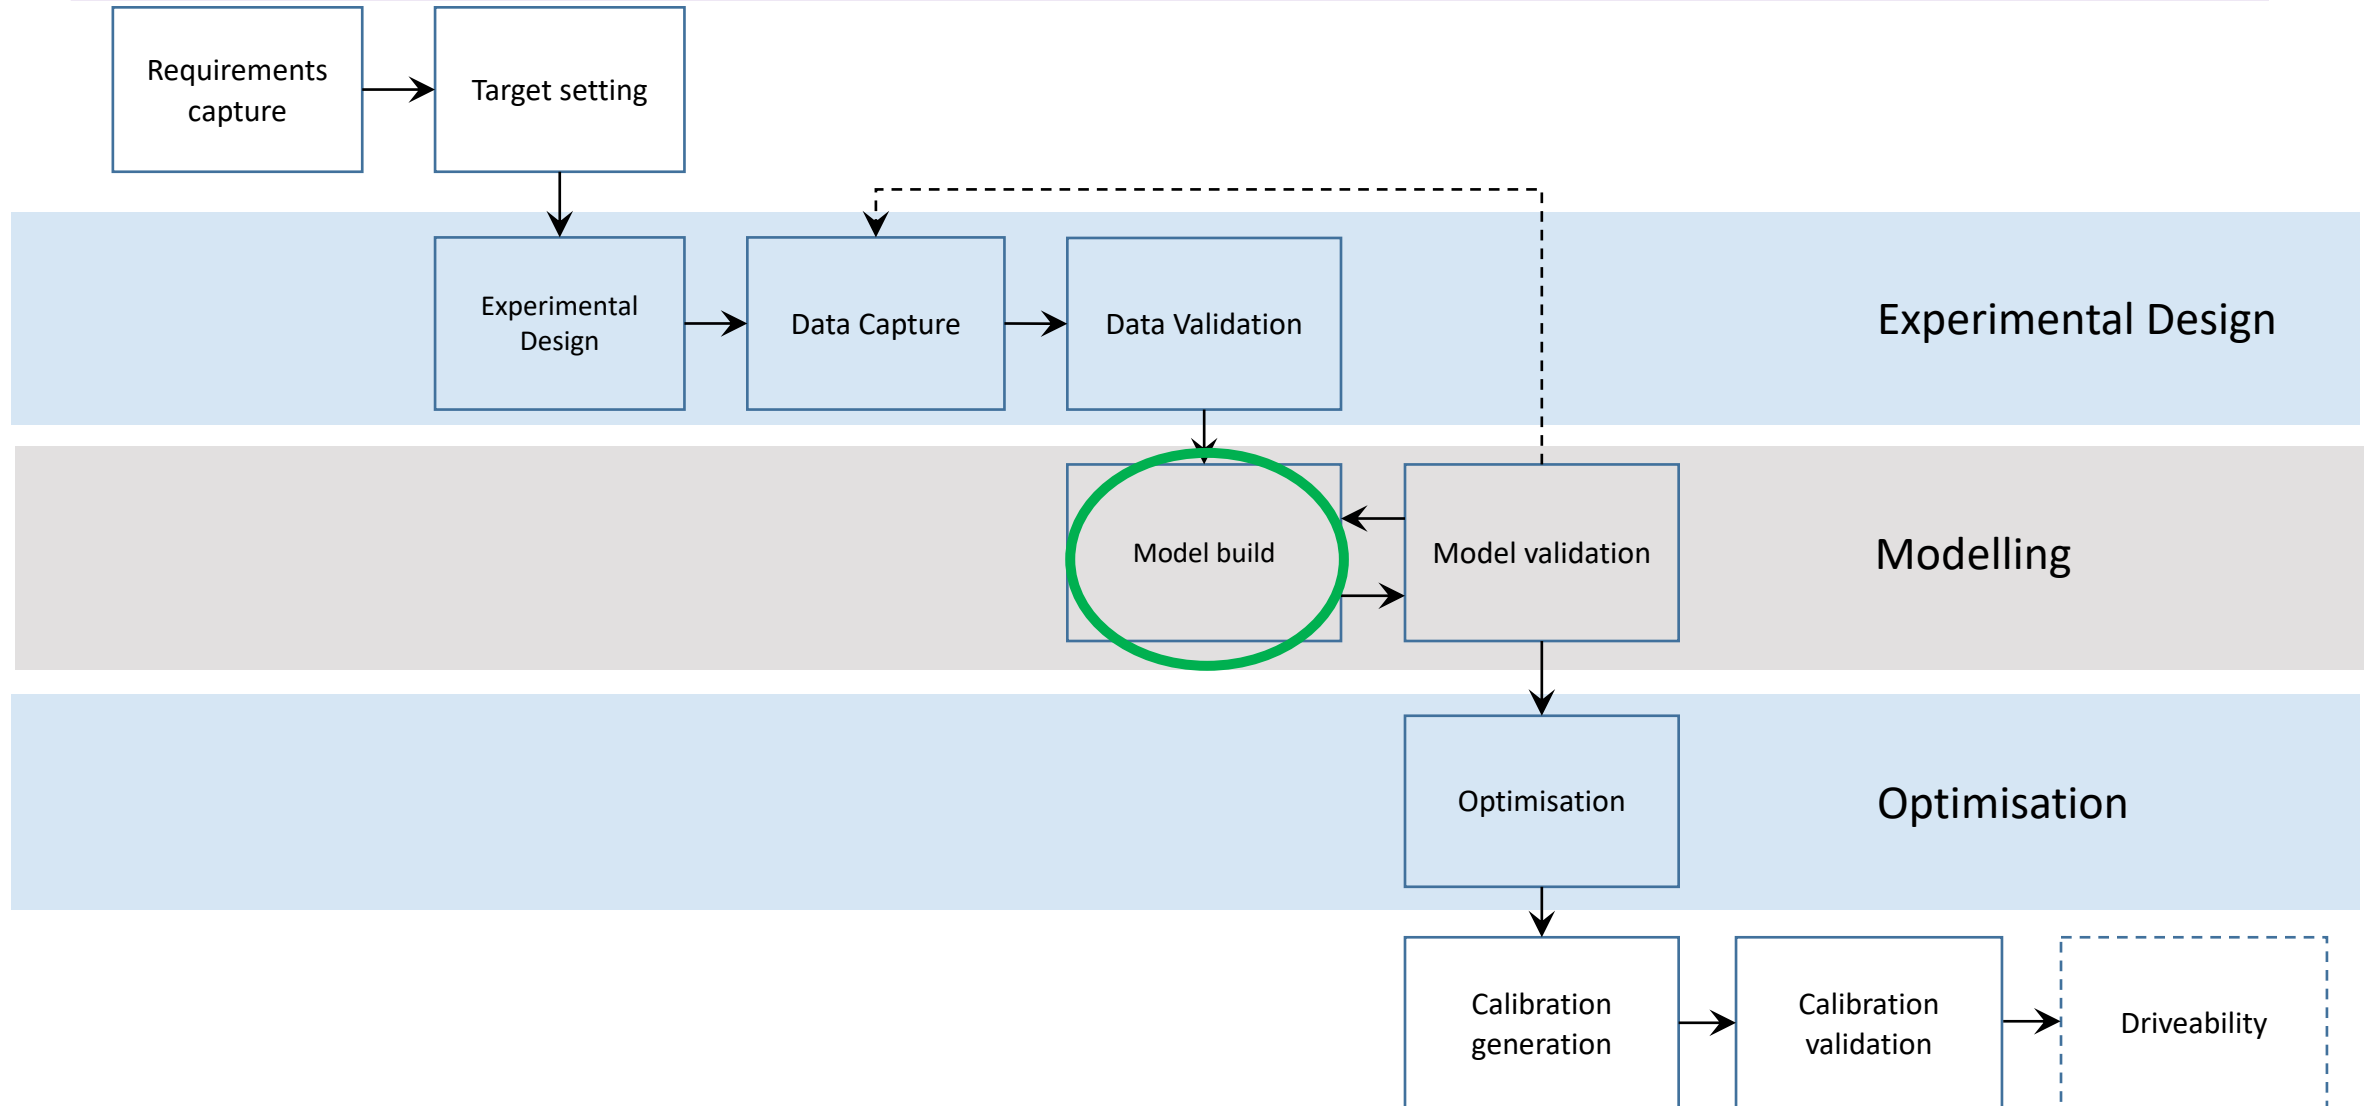 Requirements
capture
Target setting
Experimental
Design
Data Capture
Data Validation
Experimental Design
Model build
Model validation
Modelling
Optimisation
Optimisation
Calibration
generation
Calibration
validation
Driveability